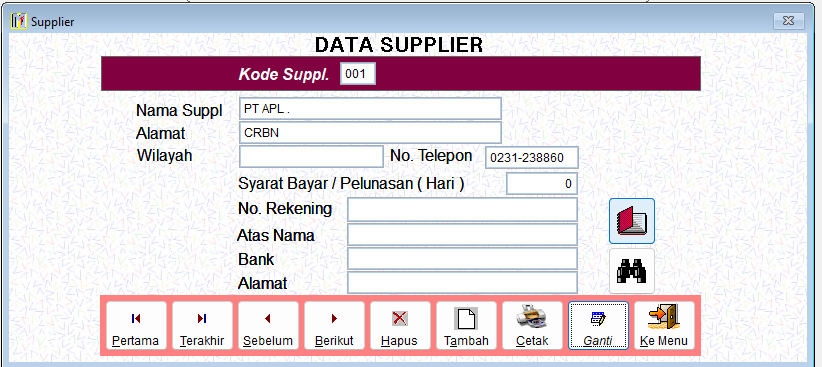 Supplier
DATA SUPPLIER
Kode Suppl. 001
Nama Suppl PT APL .
Alamat CRBN
Wilayah No. Telepon 0231-238860
Syarat Bayar / Pelunasan ( Hari ) 0
No. Rekening
Atas Nama
Bank
Alamat
Pertama Terakhir Sebelum Berikut Hapus Tambah Cetak Ganti Ke Menu